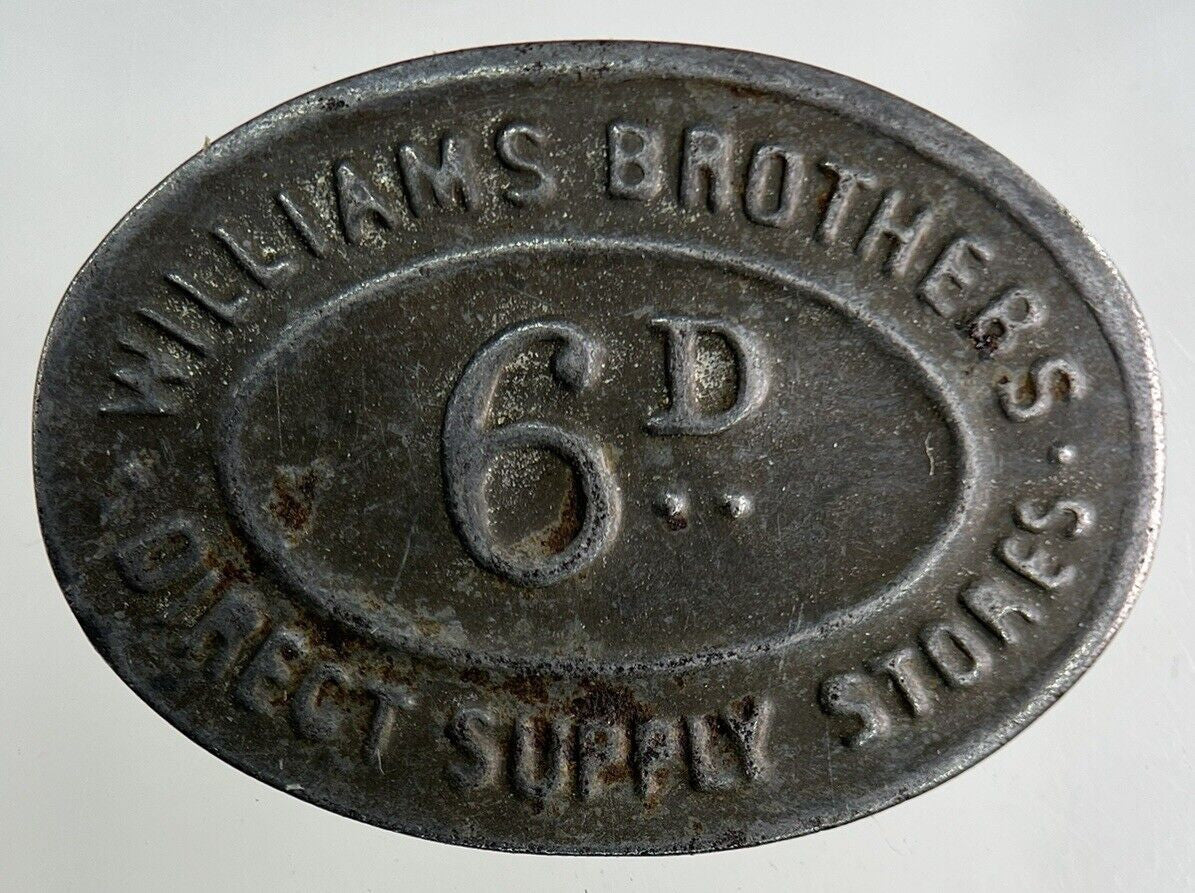 WILLIAMS BROTHERS.
6D..
DIRECT SUPPLY STORES